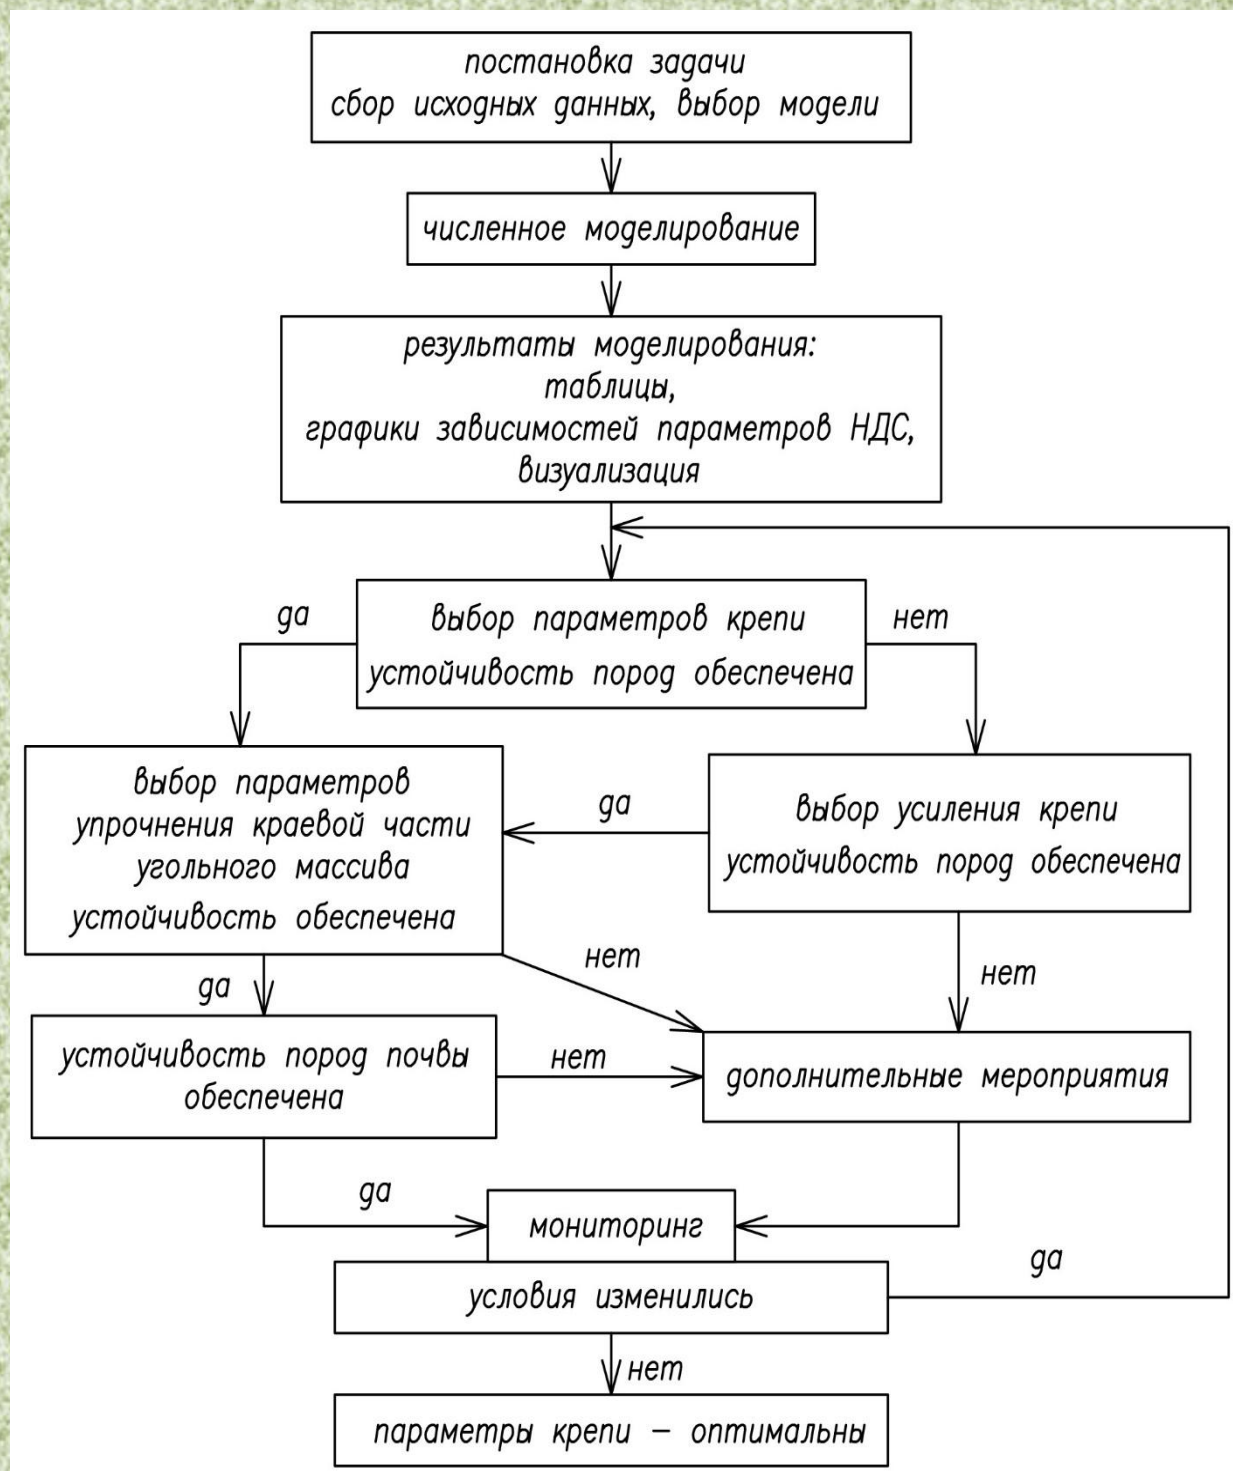 постановка задачи
сбор исходных данных, выбор модели
численное моделирование
результаты моделирования:
таблицы,
графики зависимостей параметров НДС,
визуализация
да
выбор параметров крепи
нет
устойчивость пород обеспечена
выбор параметров
упрочнения краевой части
угольного массива
устойчивость обеспечена
да
выбор усиления крепи
устойчивость пород обеспечена
нет
нет
да
устойчивость пород почвы
обеспечена
нет
дополнительные мероприятия
да
мониторинг
да
условия изменились
нет
параметры крепи – оптимальны